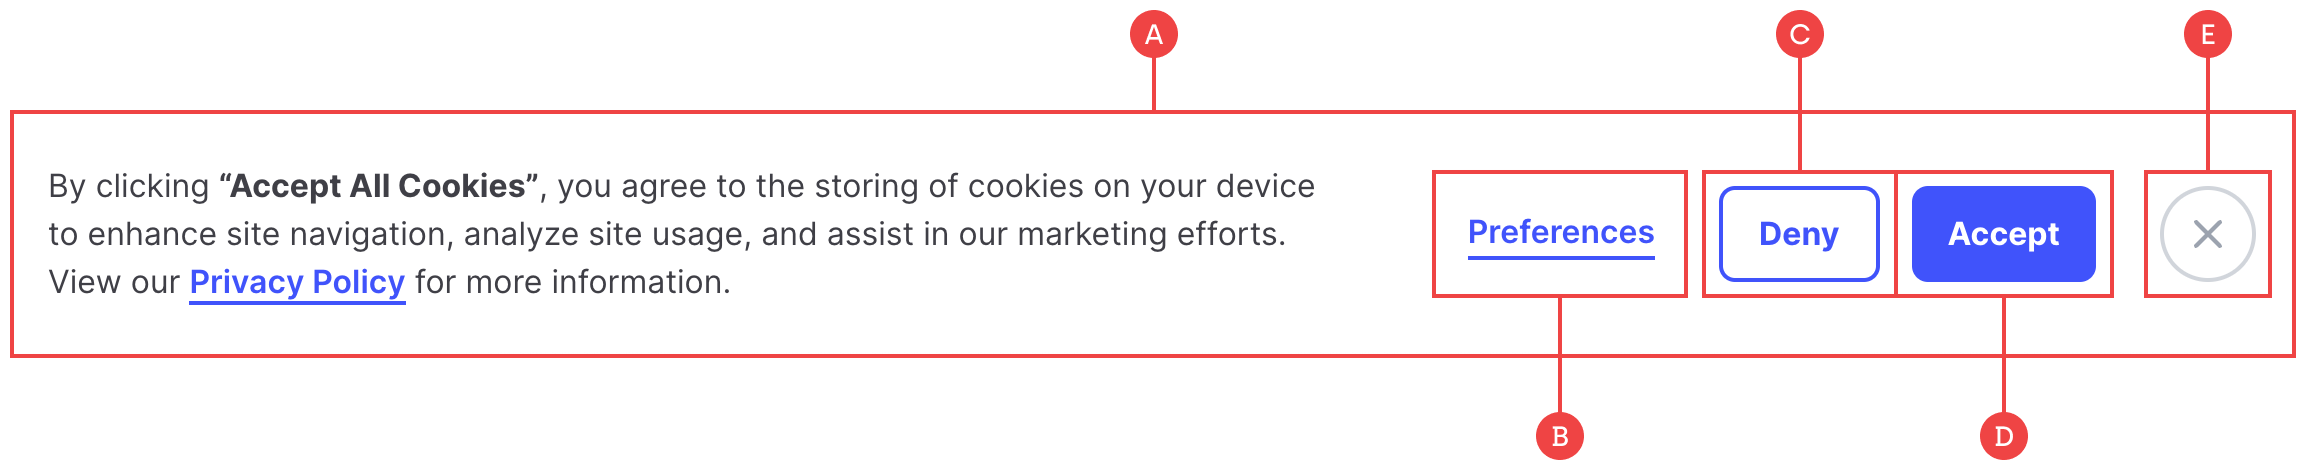 A
C
E
By clicking “Accept All Cookies”, you agree to the storing of cookies on your device
to enhance site navigation, analyze site usage, and assist in our marketing efforts.
View our Privacy Policy for more information.
Preferences
Deny
Accept
B
D